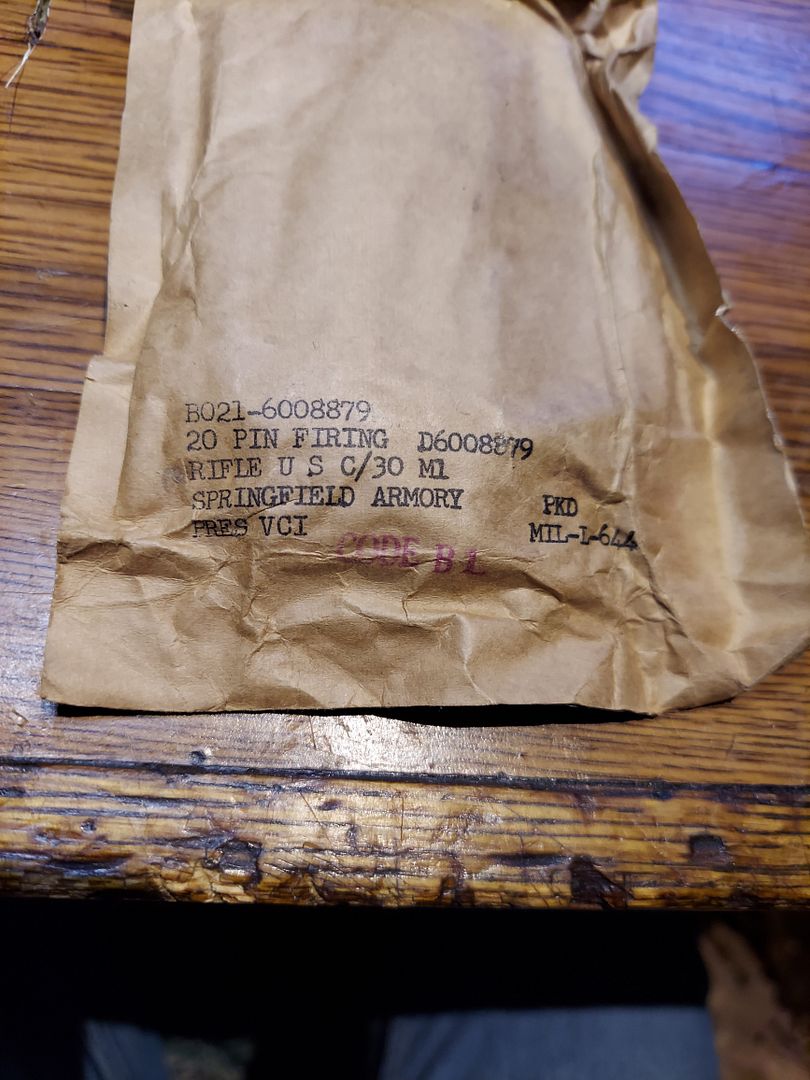 B021-6008879
20 PIN FIRING D6008879
RIFLE U S C/30 M1
SPRINGFIELD ARMORY PKD
PRES VCI MIL-L-644
CODE B L